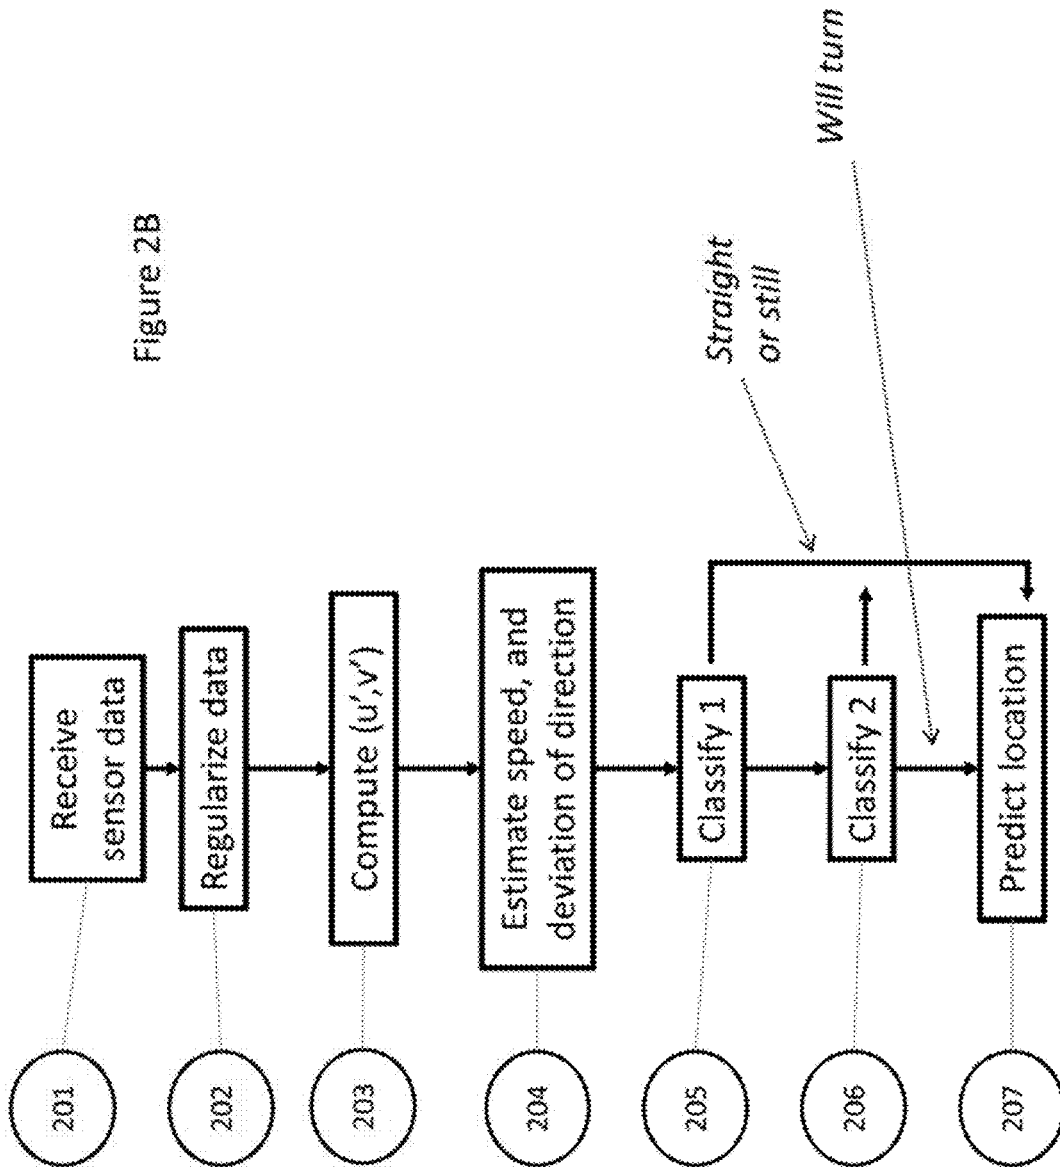 Figure 2B
201
Receive
sensor data
202
Regularize data
203
Compute (u',v')
204
Estimate speed, and
deviation of direction
205
Classify 1
Straight
or still
206
Classify 2
Will turn
207
Predict location